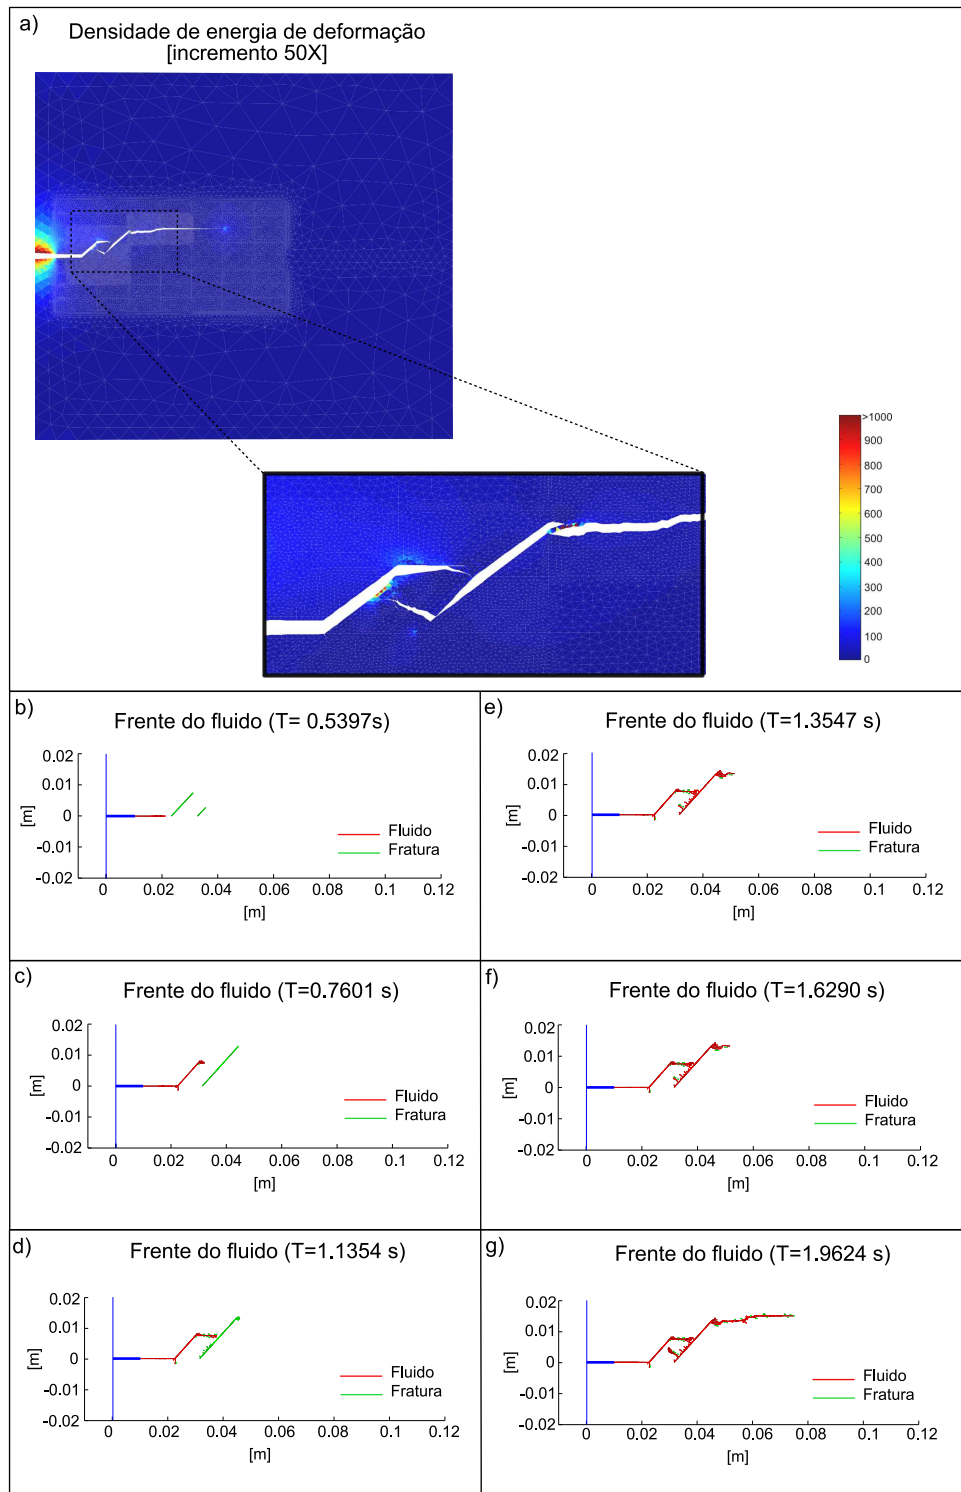 a)
Densidade de energia de deformação
[incremento 50X]
>1000
900
800
700
600
500
400
300
200
100
0
b)
Frente do fluido (T= 0.5397s)
0.02
0.01
0
-0.01
-0.02
[m]
0 0.02 0.04 0.06 0.08 0.1 0.12
[m]
Fluido
Fratura
e)
Frente do fluido (T=1.3547 s)
0.02
0.01
0
-0.01
-0.02
[m]
0 0.02 0.04 0.06 0.08 0.1 0.12
[m]
Fluido
Fratura
c)
Frente do fluido (T=0.7601 s)
0.02
0.01
0
-0.01
-0.02
[m]
0 0.02 0.04 0.06 0.08 0.1 0.12
[m]
Fluido
Fratura
f)
Frente do fluido (T=1.6290 s)
0.02
0.01
0
-0.01
-0.02
[m]
0 0.02 0.04 0.06 0.08 0.1 0.12
[m]
Fluido
Fratura
d)
Frente do fluido (T=1.1354 s)
0.02
0.01
0
-0.01
-0.02
[m]
0 0.02 0.04 0.06 0.08 0.1 0.12
[m]
Fluido
Fratura
g)
Frente do fluido (T=1.9624 s)
0.02
0.01
0
-0.01
-0.02
[m]
0 0.02 0.04 0.06 0.08 0.1 0.12
[m]
Fluido
Fratura